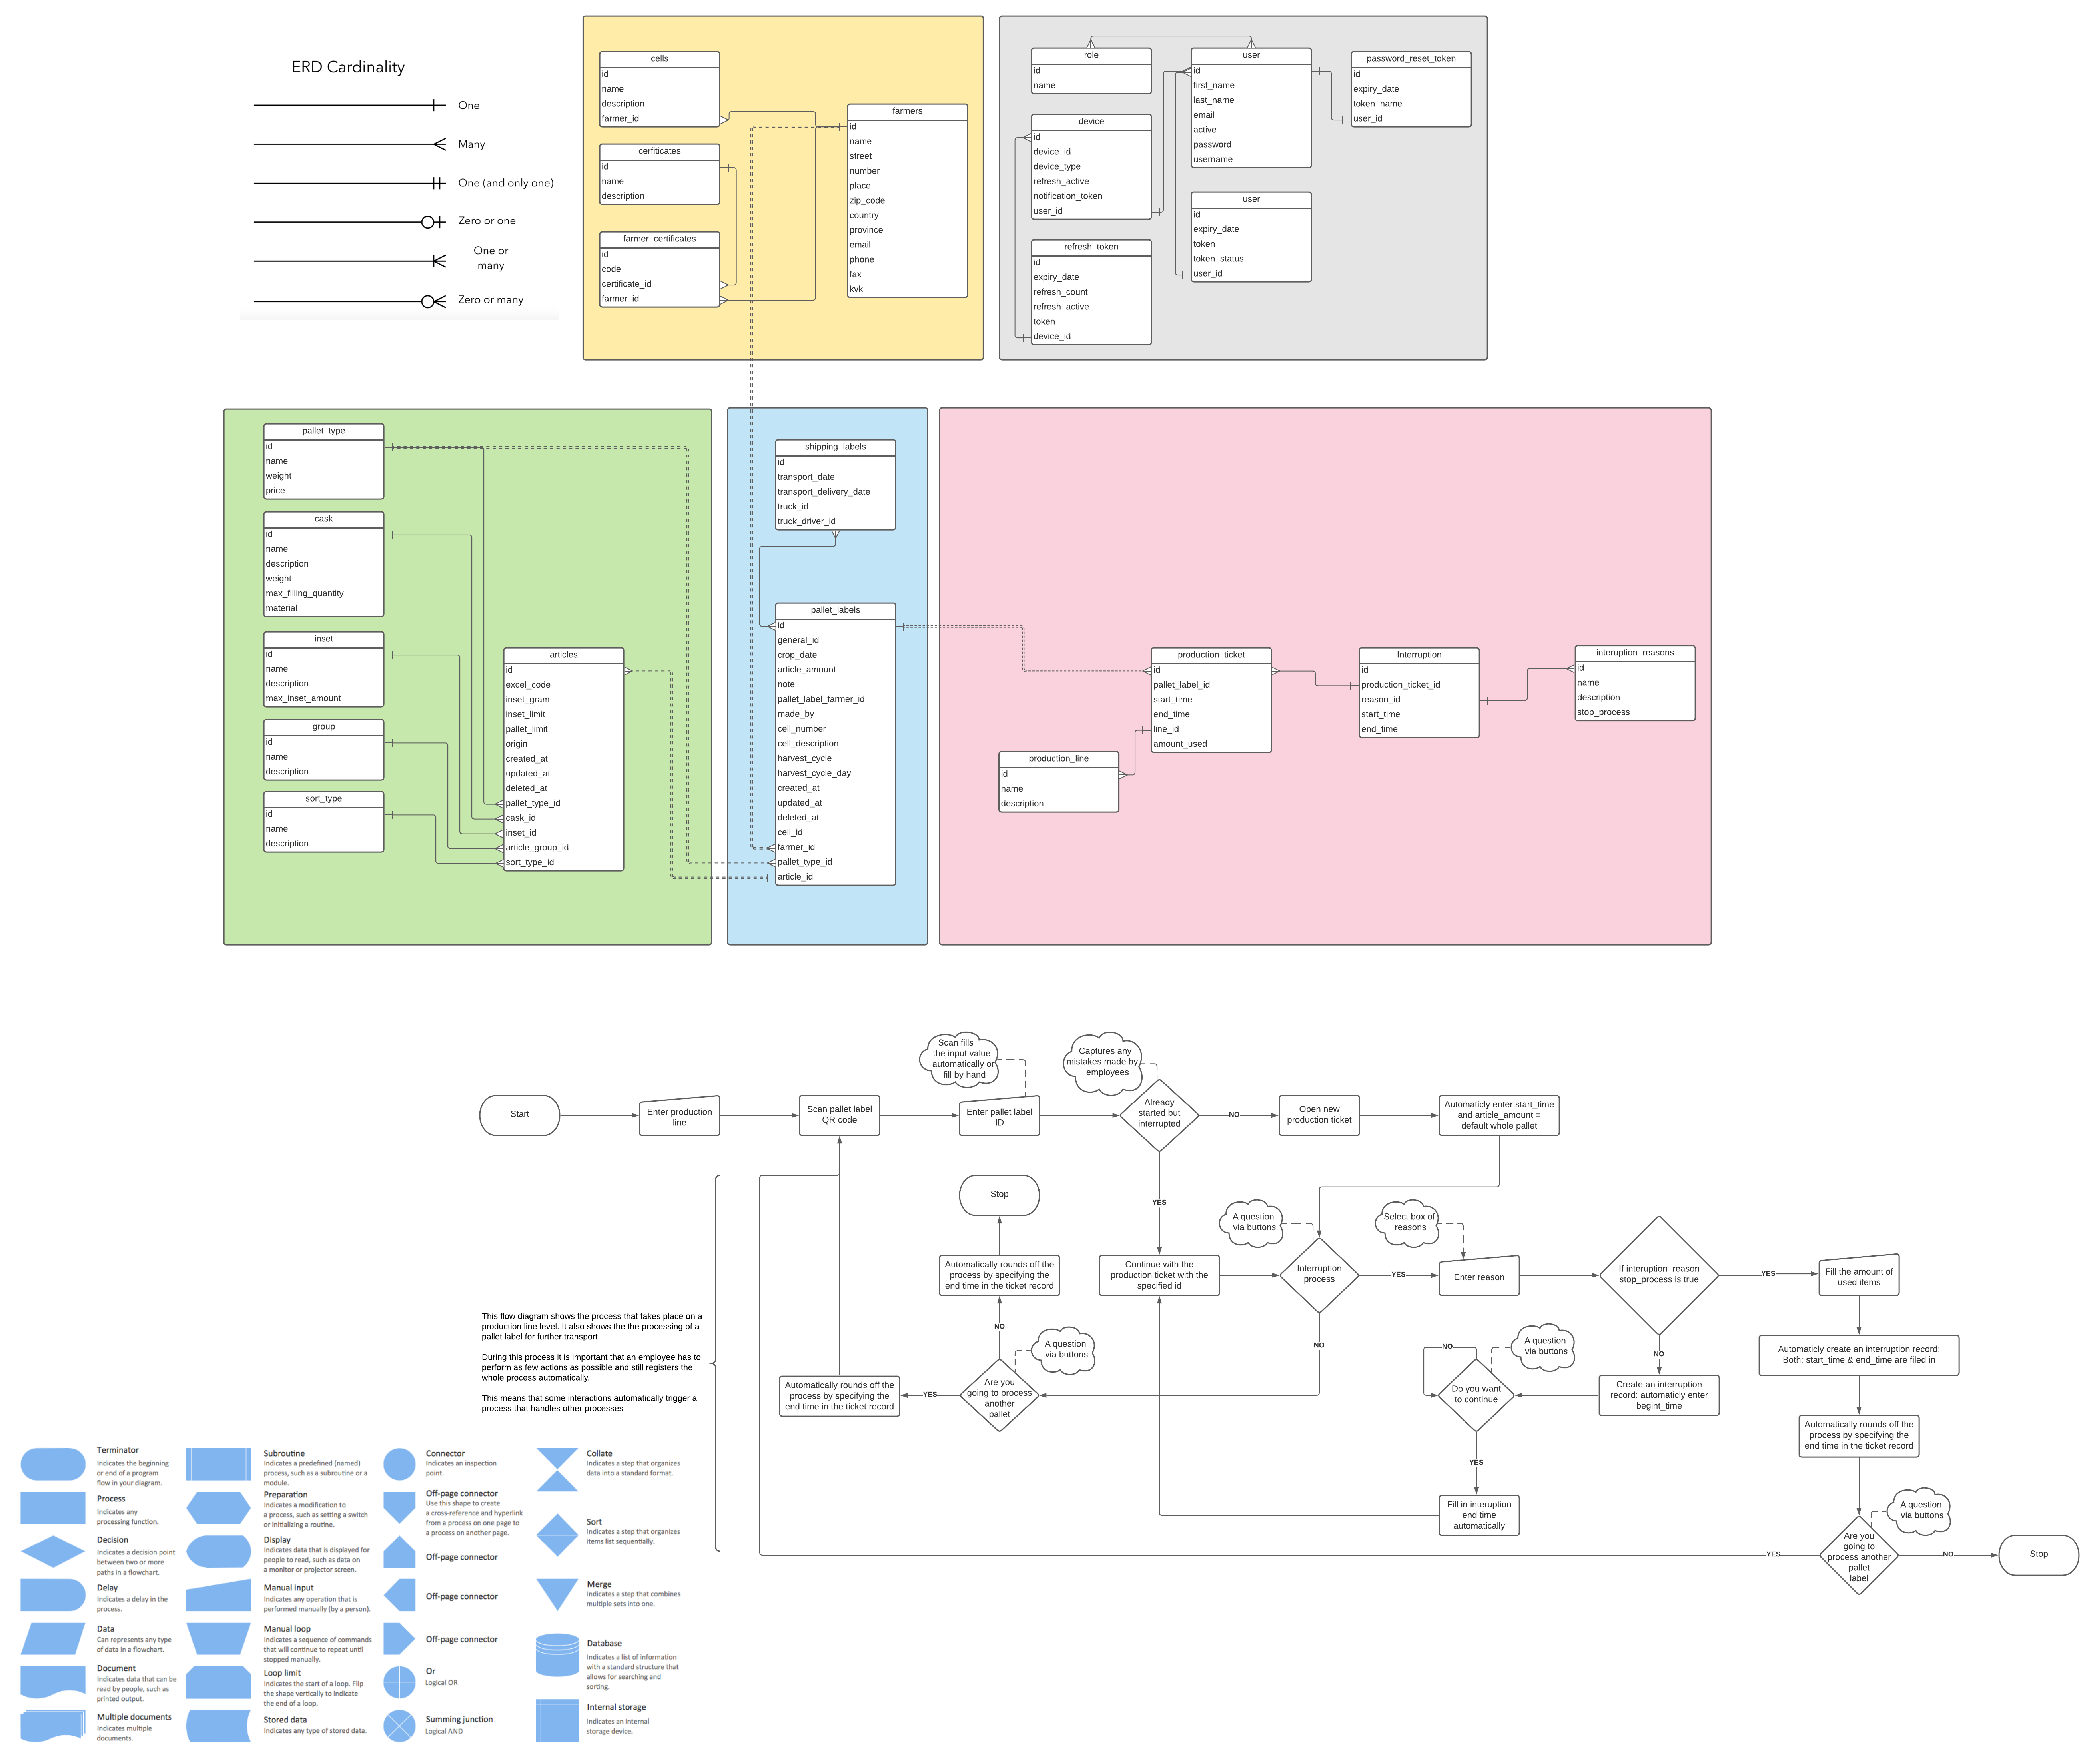 ERD Cardinality
One
Many
One (and only one)
Zero or one
One or
many
Zero or many
cells
id
name
description
farmer_id
cerfiticates
id
name
description
farmer_certificates
id
code
certificate_id
farmer_id
farmers
id
name
street
number
place
zip_code
country
province
email
phone
fax
kvk
role
id
name
device
id
device_id
device_type
refresh_active
notification_token
user_id
refresh_token
id
expiry_date
refresh_count
refresh_active
token
device_id
user
id
first_name
last_name
email
active
password
username
user
id
expiry_date
token
token_status
user_id
password_reset_token
id
expiry_date
token_name
user_id
pallet_type
id
name
weight
price
cask
id
name
description
weight
max_filling_quantity
material
inset
id
name
description
max_inset_amount
group
id
name
description
sort_type
id
name
description
articles
id
excel_code
inset_gram
inset_limit
pallet_limit
origin
created_at
updated_at
deleted_at
pallet_type_id
cask_id
inset_id
article_group_id
sort_type_id
shipping_labels
id
transport_date
transport_delivery_date
truck_id
truck_driver_id
pallet_labels
id
general_id
crop_date
article_amount
note
pallet_label_farmer_id
made_by
cell_number
cell_description
harvest_cycle
harvest_cycle_day
created_at
updated_at
deleted_at
cell_id
farmer_id
pallet_type_id
article_id
production_ticket
id
pallet_label_id
start_time
end_time
line_id
amount_used
production_line
id
name
description
Interruption
id
production_ticket_id
reason_id
start_time
end_time
interuption_reasons
id
name
description
stop_process
Start
Enter production
line
Scan pallet label
QR code
Scan fills
the input value
automatically or
fill by hand
Enter pallet label
ID
Captures any
mistakes made by
employees
Already
started but
interrupted
NO
Open new
production ticket
Automaticly enter start_time
and article_amount =
default whole pallet
YES
Stop
Automatically rounds off the
process by specifying the
end time in the ticket record
Continue with the
production ticket with the
specified id
A question
via buttons
Interruption
process
YES
Select box of
reasons
Enter reason
If interuption_reason
stop_process is true
YES
Fill the amount of
used items
NO
NO
NO
A question
via buttons
Are you
going to process
another
pallet
YES
Automatically rounds off the
process by specifying the
end time in the ticket record
NO
A question
via buttons
Do you want
to continue
Create an interruption
record: automaticly enter
begint_time
Automaticly create an interruption record:
Both: start_time & end_time are filed in
Automatically rounds off the
process by specifying the
end time in the ticket record
YES
Fill in interuption
end time
automatically
A question
via buttons
Are you
going to
process another
pallet
label
YES
NO
Stop
This flow diagram shows the process that takes place on a
production line level. It also shows the the processing of a
pallet label for further transport.
During this process it is important that an employee has to
perform as few actions as possible and still registers the
whole process automatically.
This means that some interactions automatically trigger a
process that handles other processes
Terminator
Indicates the beginning
or end of a program
flow in your diagram.
Process
Indicates any
processing function.
Decision
Indicates a decision point
between two or more
paths in a flowchart.
Delay
Indicates a delay in the
process.
Data
Can represents any type
of data in a flowchart.
Document
Indicates data that can be
read by people, such as
printed output.
Multiple documents
Indicates multiple
documents.
Subroutine
Indicates a predefined (named)
process, such as a subroutine or a
module.
Preparation
Indicates a modification to
a process, such as setting a switch
or initializing a routine.
Display
Indicates data that is displayed for
people to read, such as data on
a monitor or projector screen.
Manual input
Indicates any operation that is
performed manually (by a person).
Manual loop
Indicates a sequence of commands
that will continue to repeat until
stopped manually.
Loop limit
Indicates the start of a loop. Flip
the shape vertically to indicate
the end of a loop.
Stored data
Indicates any type of stored data.
Connector
Indicates an inspection
point.
Off-page connector
Use this shape to create
a cross-reference and hyperlink
from a process on one page to
a process on another page.
Off-page connector
Off-page connector
Off-page connector
Or
Logical OR
Summing junction
Logical AND
Collate
Indicates a step that organizes
data into a standard format.
Sort
Indicates a step that organizes
items list sequentially.
Merge
Indicates a step that combines
multiple sets into one.
Database
Indicates a list of information
with a standard structure that
allows for searching and
sorting.
Internal storage
Indicates an internal
storage device.